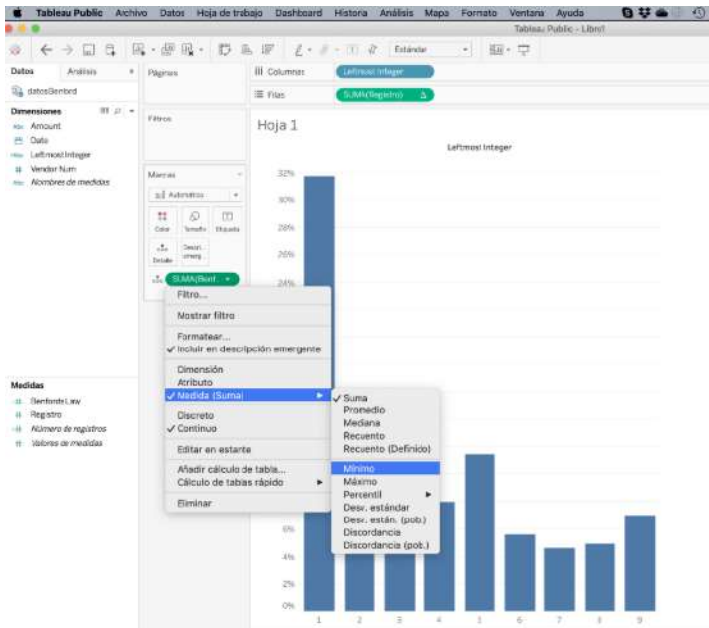 Tableau Public Archivo Datos Hoja de trabajo Dashboard Historia Análisis Mapa Formato Ventana Ayuda
Tableau Public - Libro1
Estándar
Datos Análisis
datosBenford
Dimensiones
Amount
Date
Leftmost Integer
Vendor Num
Nombres de medidas
Medidas
Benfords Law
Registro
Número de registros
Valores de medidas
Páginas
Filtros
Marcas
Automático
Color Tamaño Etiqueta
Detalle Descri... emerg...
SUMA(Benf..
Columnas Leftmost Integer
Filas SUMA(Registro)
Hoja 1
Leftmost Integer
32%
30%
28%
26%
24%
6%
4%
2%
0%
1 2 3 4 5 6 7 8 9
Filtro...
Mostrar filtro
Formatear...
Incluir en descripción emergente
Dimensión
Atributo
Medida (Suma)
Discreto
Continuo
Editar en estante
Añadir cálculo de tabla...
Cálculo de tablas rápido
Eliminar
Suma
Promedio
Mediana
Recuento
Recuento (Definido)
Mínimo
Máximo
Percentil
Desv. estándar
Desv. están. (pob.)
Discordancia
Discordancia (pob.)